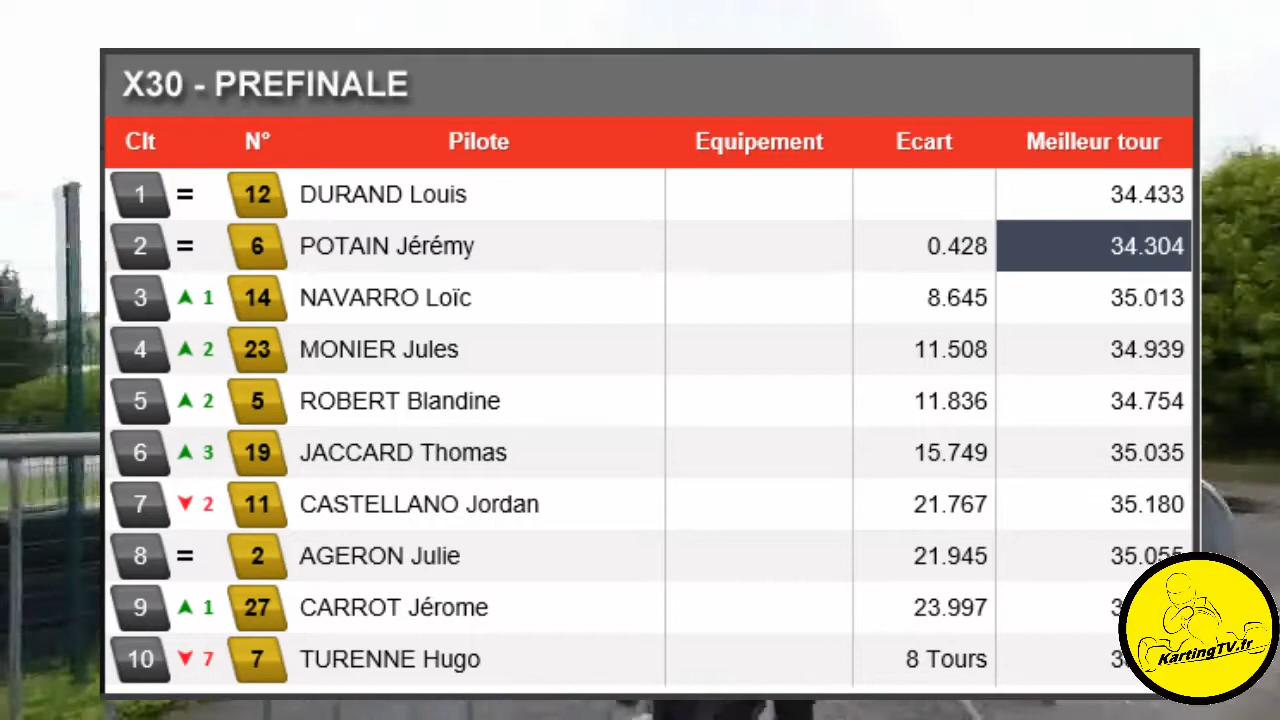 X30 - PREFINALE
Clt N° Pilote Equipement Ecart Meilleur tour
1 = 12 DURAND Louis 34.433
2 = 6 POTAIN Jérémy 0.428 34.304
3 1 14 NAVARRO Loïc 8.645 35.013
4 2 23 MONIER Jules 11.508 34.939
5 2 5 ROBERT Blandine 11.836 34.754
6 3 19 JACCARD Thomas 15.749 35.035
7 2 11 CASTELLANO Jordan 21.767 35.180
8 = 2 AGERON Julie 21.945 35.055
9 1 27 CARROT Jérome 23.997
10 7 7 TURENNE Hugo 8 Tours
KartingTV.fr